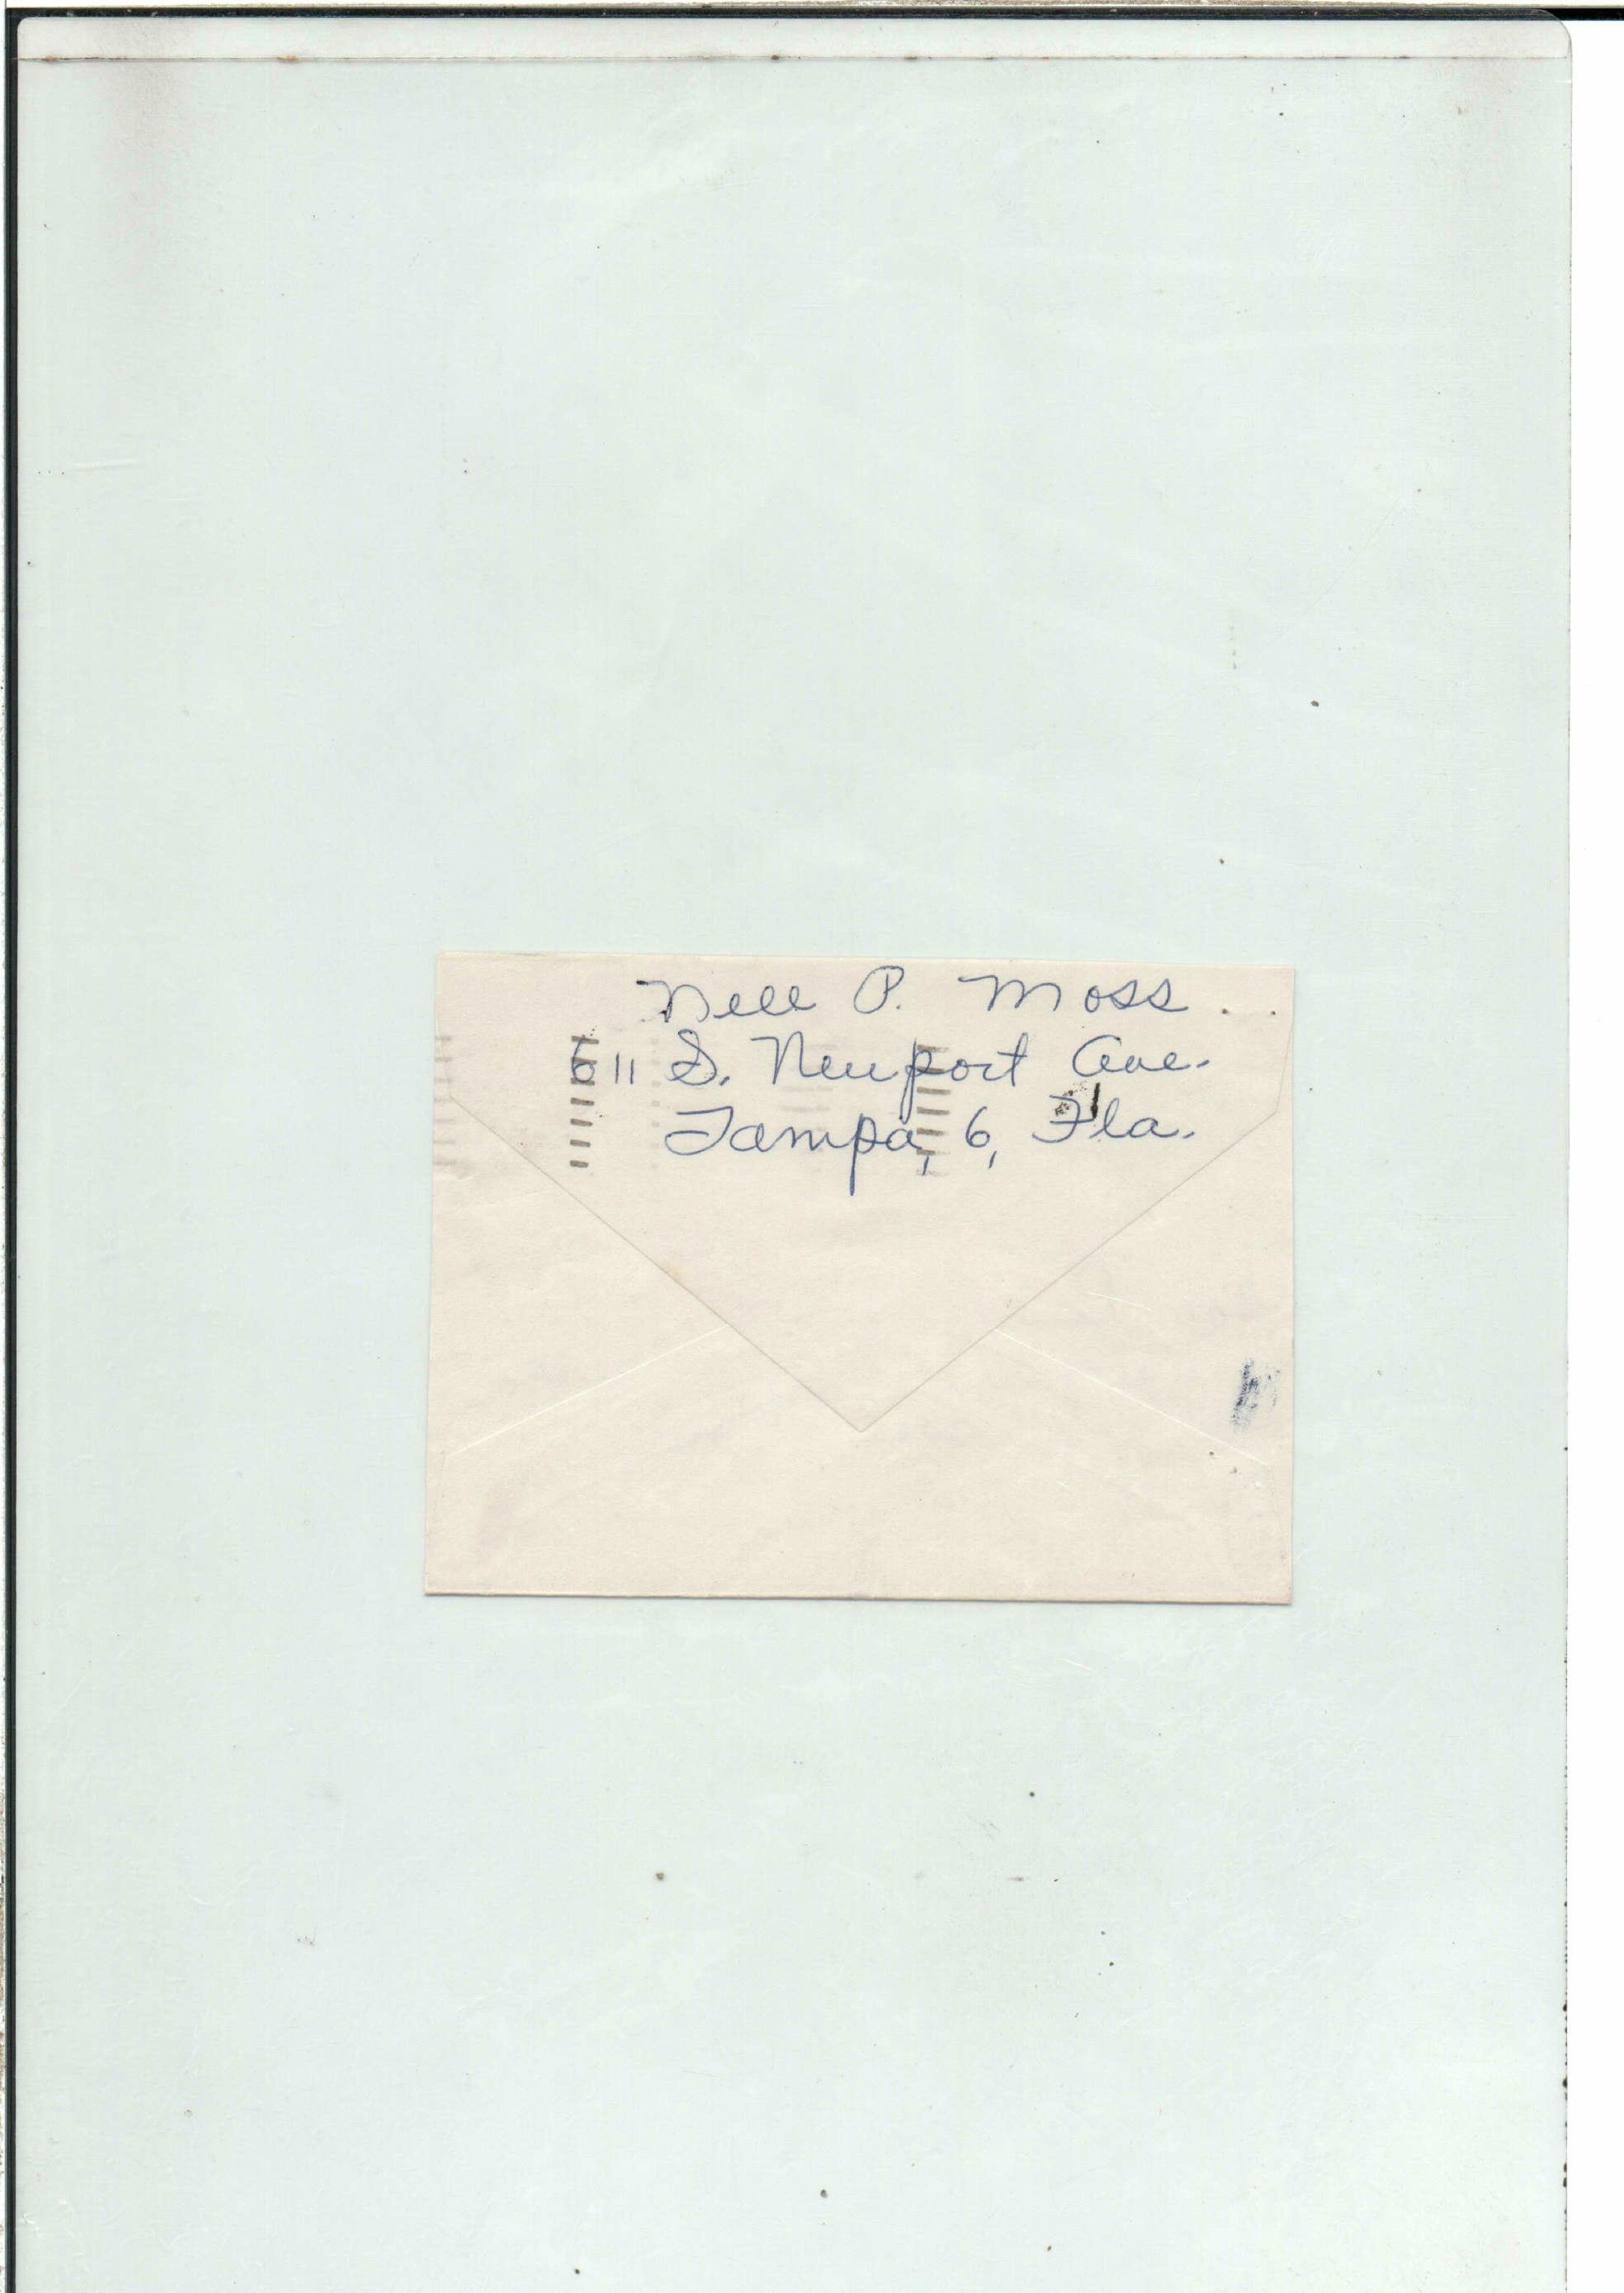 Nell P. Moss
611 S. Newport Ave.
Tampa, 6, Fla.